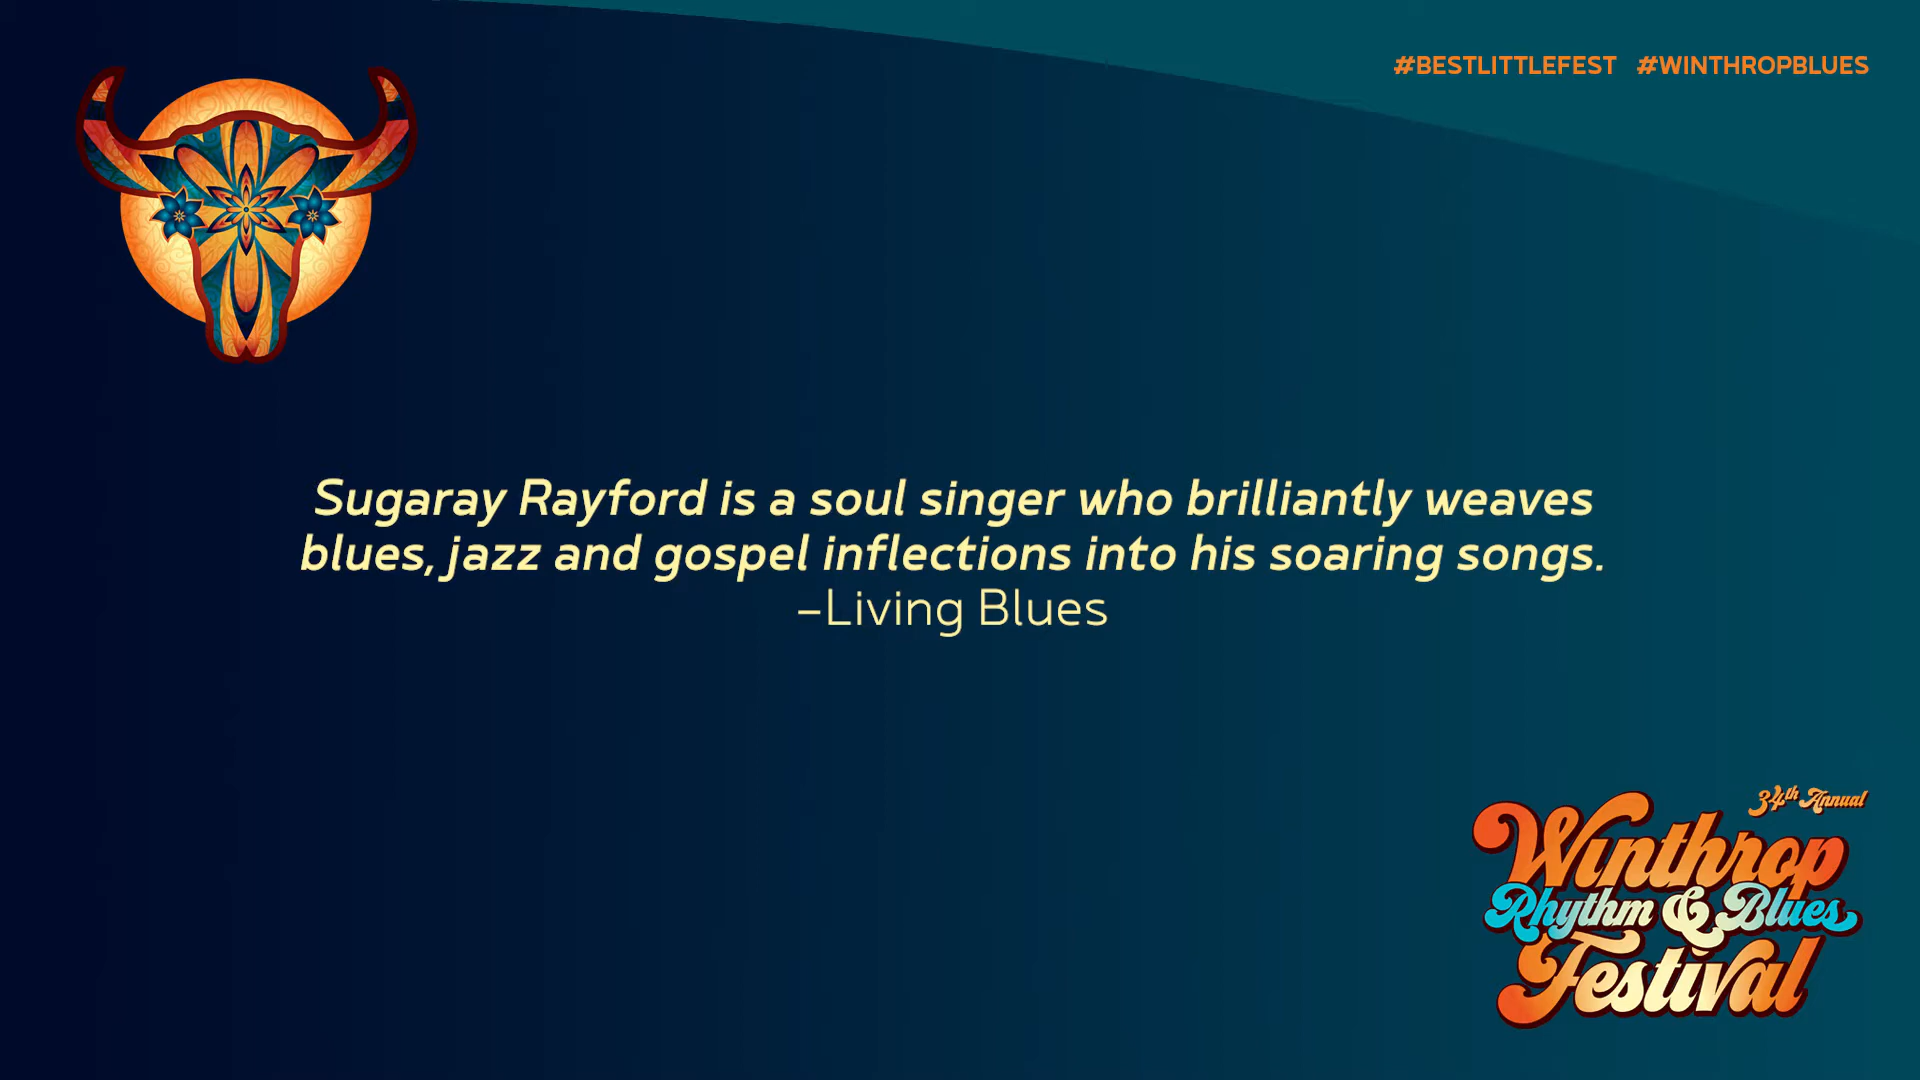 #BESTLITTLEFEST #WINTHROPBLUES
Sugaray Rayford is a soul singer who brilliantly weaves
blues, jazz and gospel inflections into his soaring songs.
–Living Blues
34th Annual
Winthrop
Rhythm & Blues
Festival